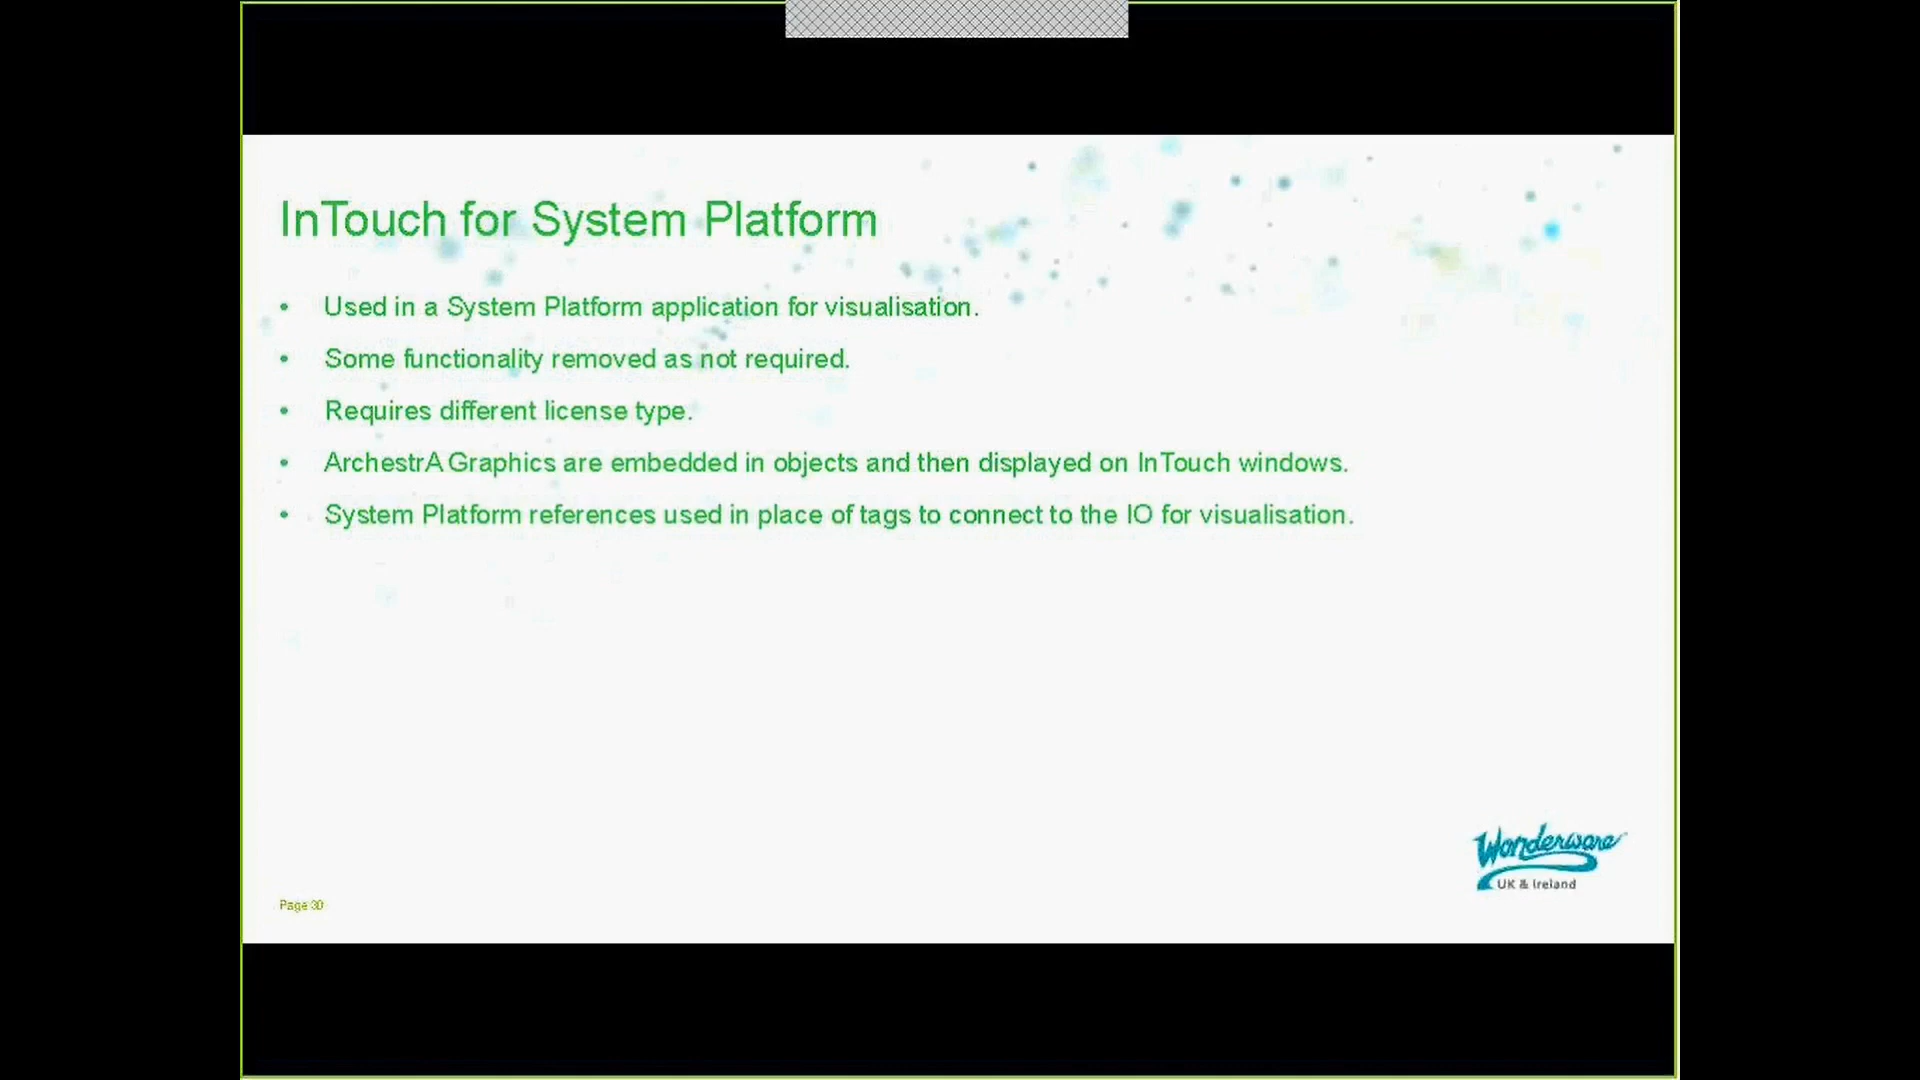 InTouch for System Platform
• Used in a System Platform application for visualisation.
• Some functionality removed as not required.
• Requires different license type.
• ArchestrA Graphics are embedded in objects and then displayed on InTouch windows.
• System Platform references used in place of tags to connect to the IO for visualisation.
Wonderware
UK & Ireland
Page 30